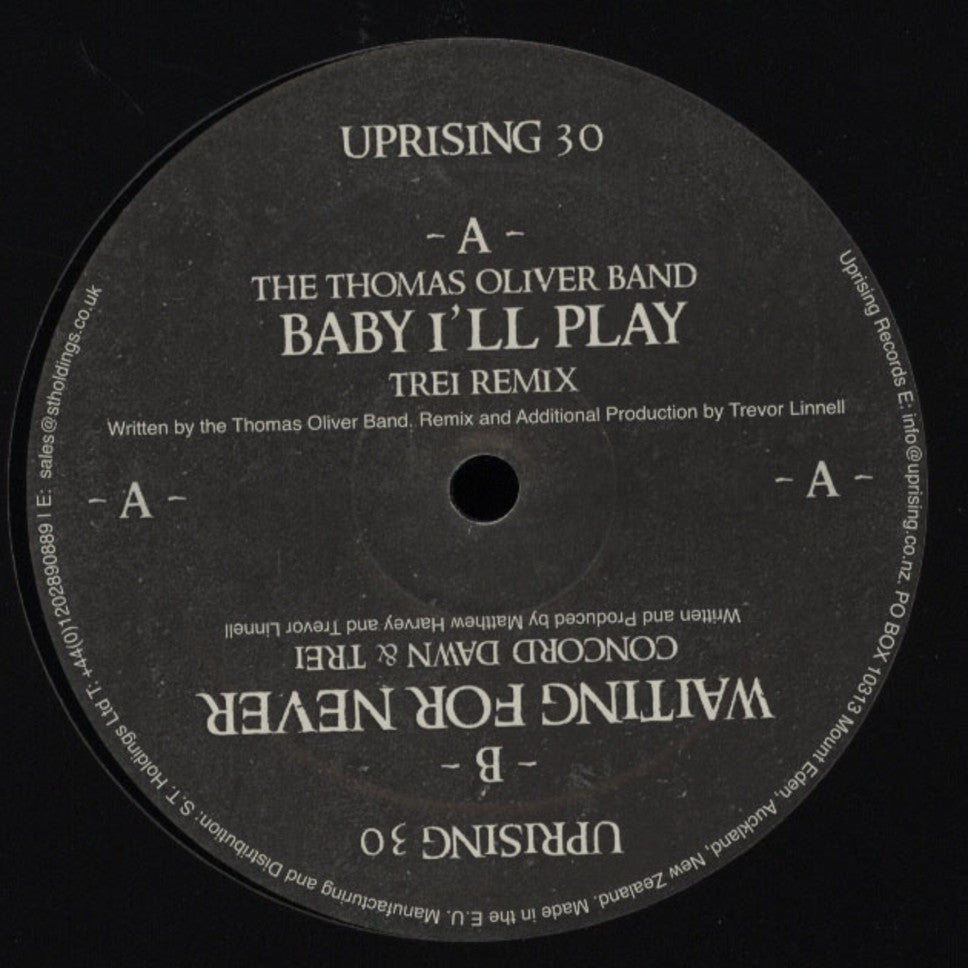 UPRISING 30
- A -
THE THOMAS OLIVER BAND
BABY I'LL PLAY
TREI REMIX
Written by the Thomas Oliver Band. Remix and Additional Production by Trevor Linnell
- A -
- A -
UPRISING 30
- B -
WAITING FOR NEVER
CONCORD DAWN & TREI
Written and Produced by Matthew Harvey and Trevor Linnell
Uprising Records E: info@uprising.co.nz. PO BOX 10313 Mount Eden, Auckland, New Zealand. Made in the E.U. Manufacturing and Distribution: S.T. Holdings Ltd T: +44(0)1202890889 | E: sales@stholdings.co.uk